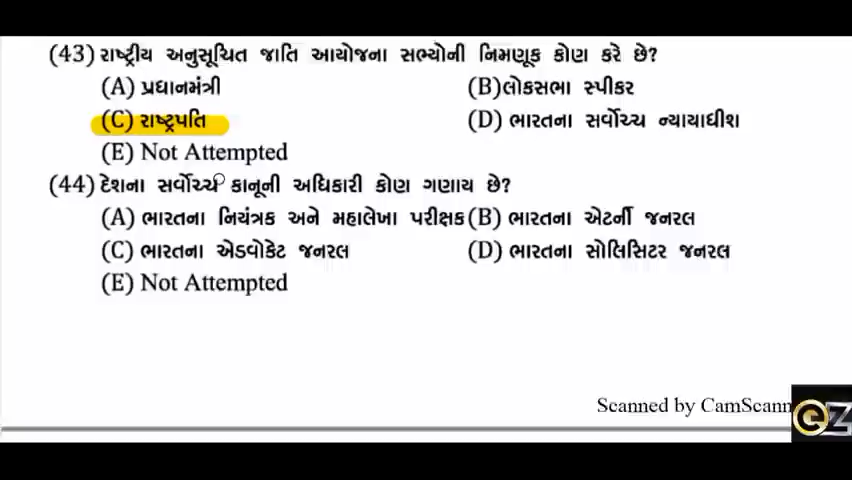 (43) રાષ્ટ્રીય અનુસૂચિત જાતિ આયોજના સભ્યોની નિમણૂક કોણ કરે છે?
(A) પ્રધાનમંત્રી (B)લોકસભા સ્પીકર
(C) રાષ્ટ્રપતિ (D) ભારતના સર્વોચ્ચ ન્યાયાધીશ
(E) Not Attempted
(44) દેશના સર્વોચ્ચ કાનૂની અધિકારી કોણ ગણાય છે?
(A) ભારતના નિયંત્રક અને મહાલેખા પરીક્ષક (B) ભારતના એટર્ની જનરલ
(C) ભારતના એડવોકેટ જનરલ (D) ભારતના સોલિસિટર જનરલ
(E) Not Attempted
Scanned by CamScann